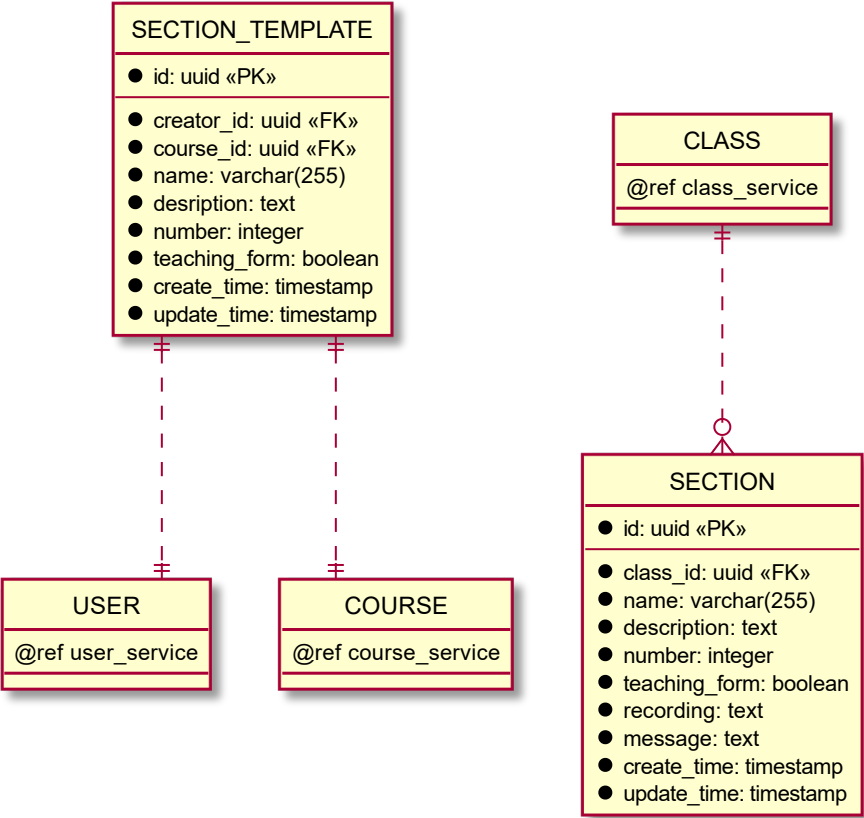 SECTION_TEMPLATE
id: uuid «PK»
creator_id: uuid «FK»
course_id: uuid «FK»
name: varchar(255)
desription: text
number: integer
teaching_form: boolean
create_time: timestamp
update_time: timestamp
CLASS
@ref class_service
USER
@ref user_service
COURSE
@ref course_service
SECTION
id: uuid «PK»
class_id: uuid «FK»
name: varchar(255)
description: text
number: integer
teaching_form: boolean
recording: text
message: text
create_time: timestamp
update_time: timestamp